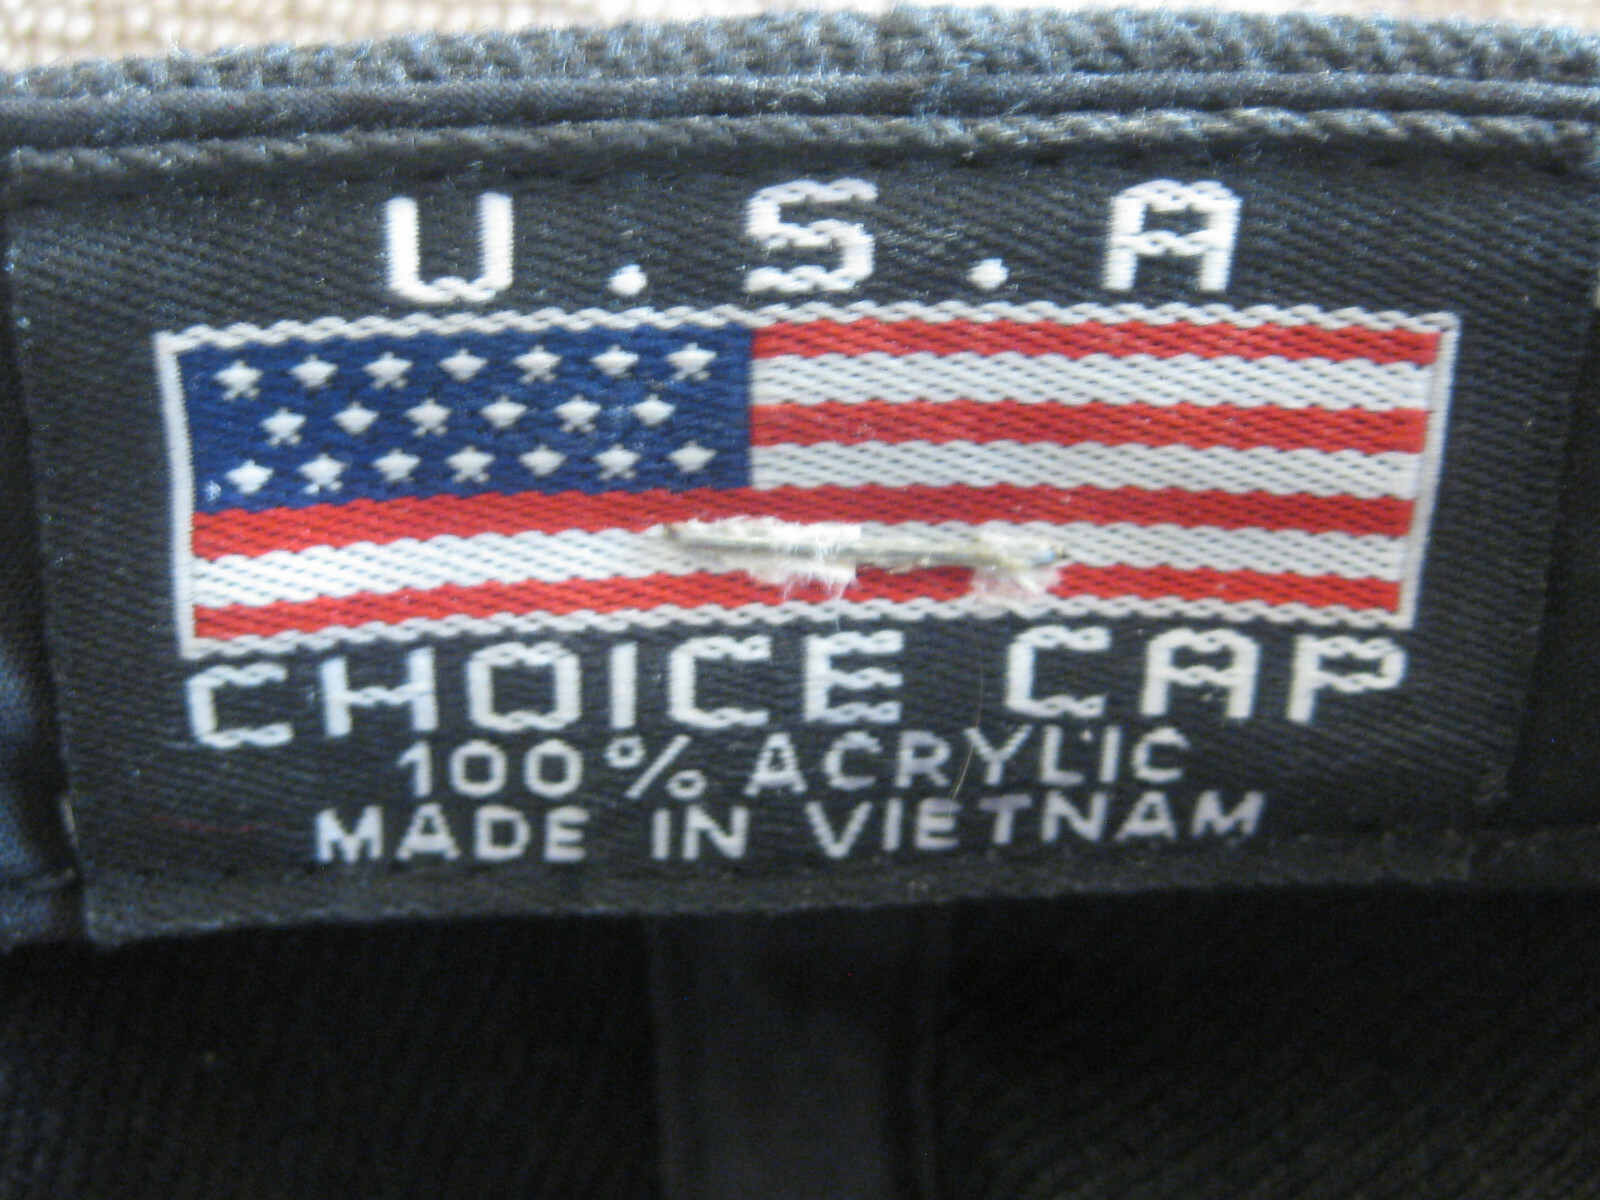 U.S.A
CHOICE CAP
100% ACRYLIC
MADE IN VIETNAM